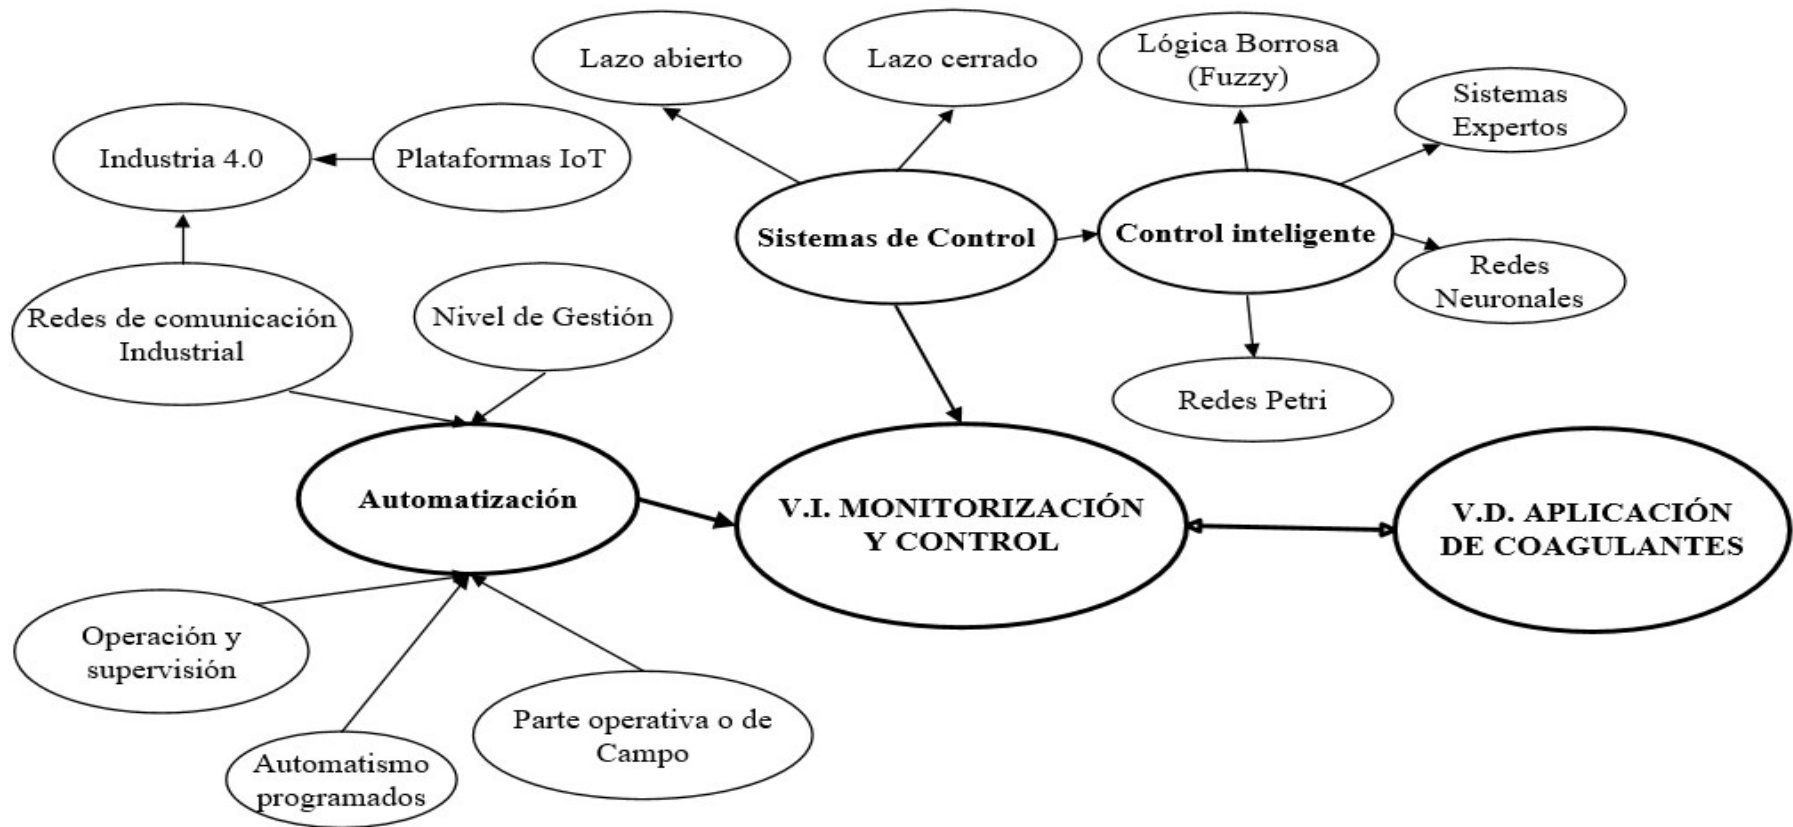 Lazo abierto
Lazo cerrado
Lógica Borrosa
(Fuzzy)
Sistemas
Expertos
Industria 4.0
Plataformas IoT
Sistemas de Control
Control inteligente
Redes
Neuronales
Redes de comunicación
Industrial
Nivel de Gestión
Redes Petri
Automatización
V.I. MONITORIZACIÓN
Y CONTROL
V.D. APLICACIÓN
DE COAGULANTES
Operación y
supervisión
Parte operativa o de
Campo
Automatismo
programados